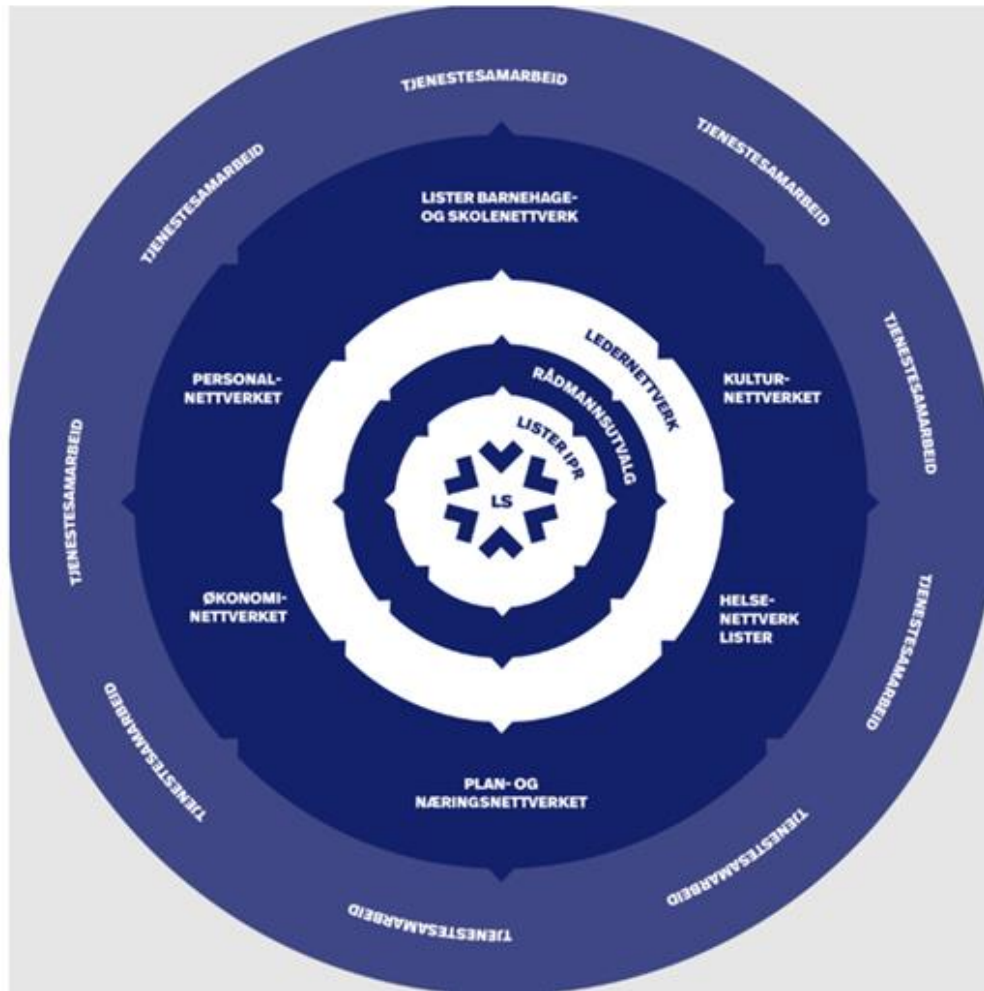 TJENESTESAMARBEID
TJENESTESAMARBEID
TJENESTESAMARBEID
TJENESTESAMARBEID
TJENESTESAMARBEID
TJENESTESAMARBEID
TJENESTESAMARBEID
TJENESTESAMARBEID
TJENESTESAMARBEID
LISTER BARNEHAGE-
OG SKOLENETTVERK
KULTUR-
NETTVERKET
HELSE-
NETTVERK
LISTER
PLAN- OG
NÆRINGSNETTVERKET
ØKONOMI-
NETTVERKET
PERSONAL-
NETTVERKET
LEDERNETTVERK
RÅDMANNSUTVALG
LISTER IPR
LS